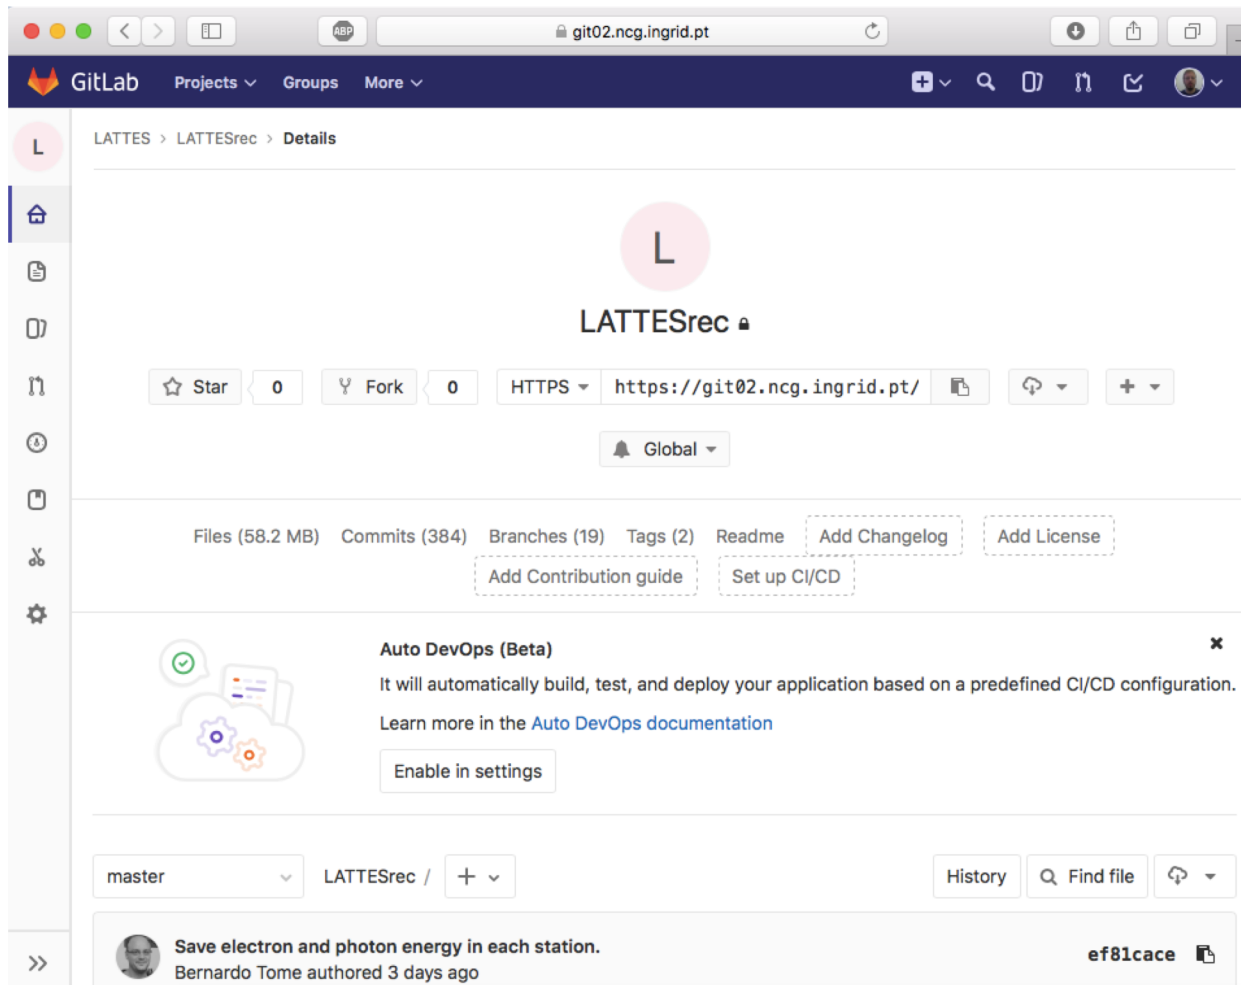 ABP
git02.ncg.ingrid.pt
GitLab Projects Groups More
L
LATTES > LATTESrec > Details
L
LATTESrec
Star 0 Fork 0 HTTPS https://git02.ncg.ingrid.pt/
Global
Files (58.2 MB) Commits (384) Branches (19) Tags (2) Readme Add Changelog Add License
Add Contribution guide Set up CI/CD
Auto DevOps (Beta)
It will automatically build, test, and deploy your application based on a predefined CI/CD configuration.
Learn more in the Auto DevOps documentation
Enable in settings
master LATTESrec / + History Find file
Save electron and photon energy in each station.
Bernardo Tome authored 3 days ago
ef81cace